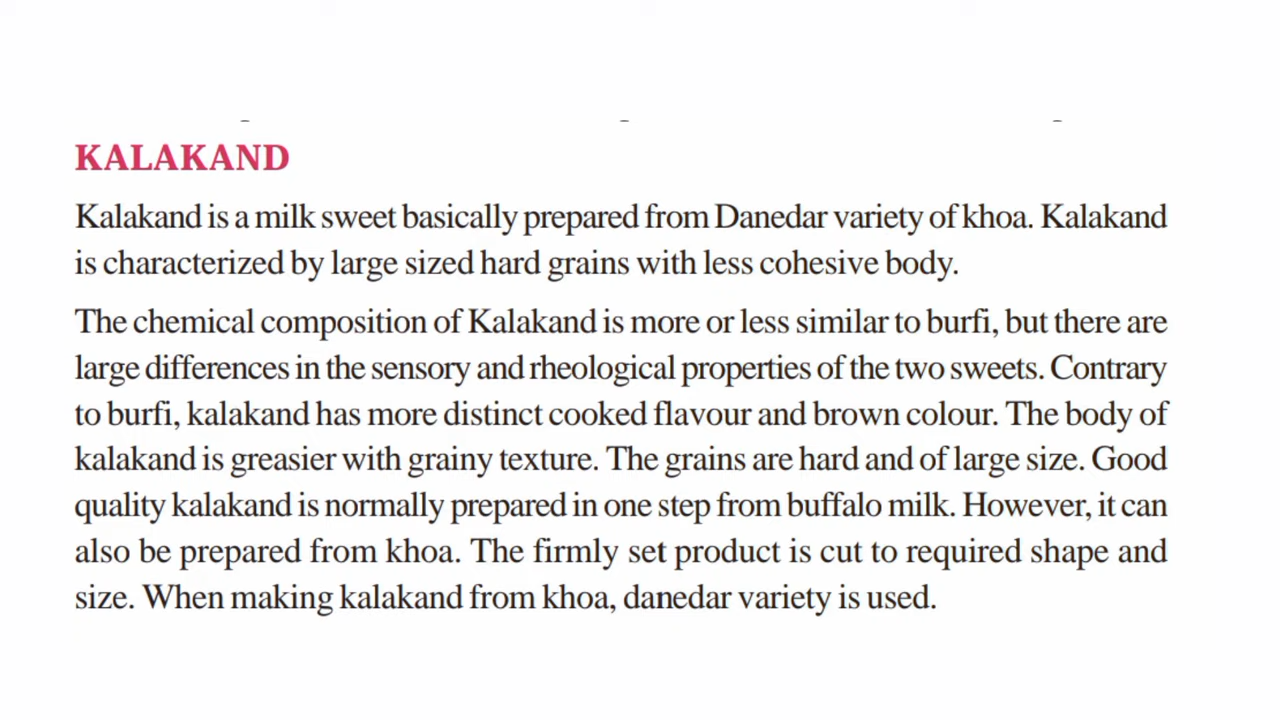 KALAKAND
Kalakand is a milk sweet basically prepared from Danedar variety of khoa. Kalakand
is characterized by large sized hard grains with less cohesive body.
The chemical composition of Kalakand is more or less similar to burfi, but there are
large differences in the sensory and rheological properties of the two sweets. Contrary
to burfi, kalakand has more distinct cooked flavour and brown colour. The body of
kalakand is greasier with grainy texture. The grains are hard and of large size. Good
quality kalakand is normally prepared in one step from buffalo milk. However, it can
also be prepared from khoa. The firmly set product is cut to required shape and
size. When making kalakand from khoa, danedar variety is used.